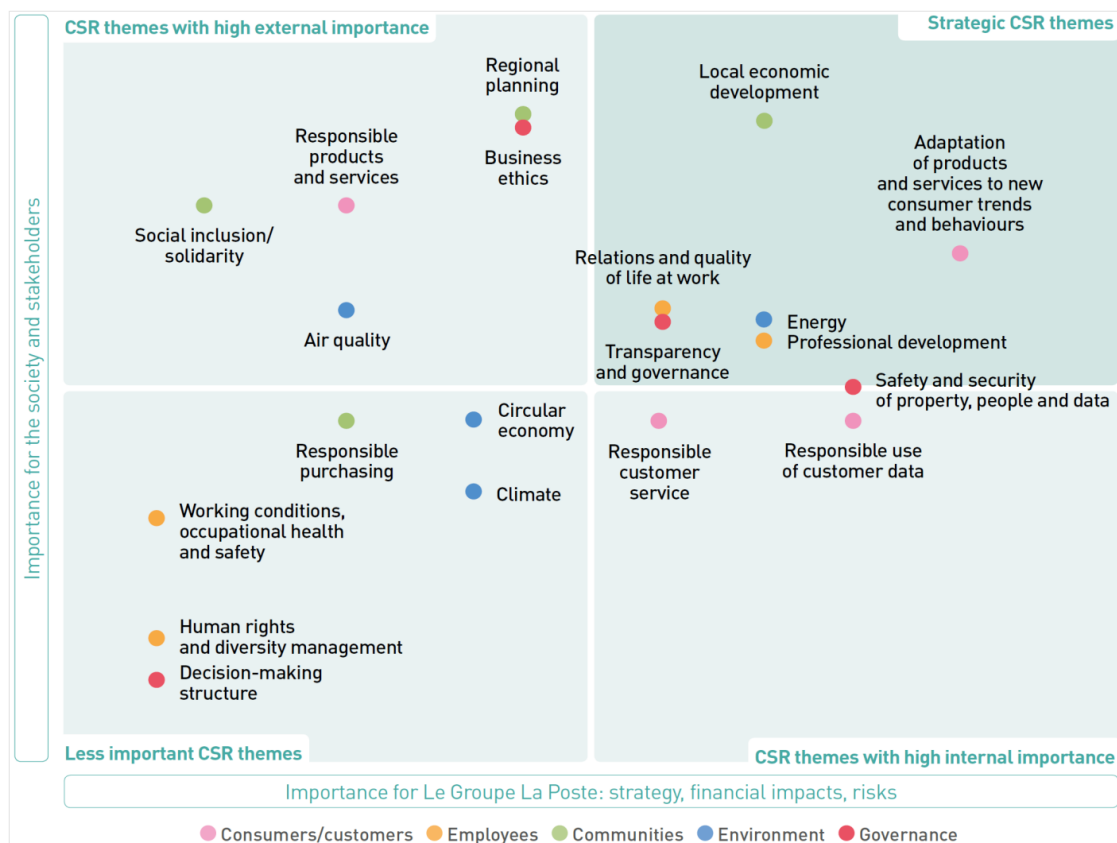 CSR themes with high external importance
Strategic CSR themes
Regional
planning
Local economic
development
Responsible
products
and services
Business
ethics
Adaptation
of products
and services to new
consumer trends
and behaviours
Social inclusion/
solidarity
Relations and quality
of life at work
Air quality
Energy
Professional development
Transparency
and governance
Safety and security
of property, people and data
Circular
economy
Responsible
purchasing
Responsible
customer
service
Responsible use
of customer data
Climate
Working conditions,
occupational health
and safety
Human rights
and diversity management
Decision-making
structure
Less important CSR themes
CSR themes with high internal importance
Importance for the society and stakeholders
Importance for Le Groupe La Poste: strategy, financial impacts, risks
Consumers/customers
Employees
Communities
Environment
Governance